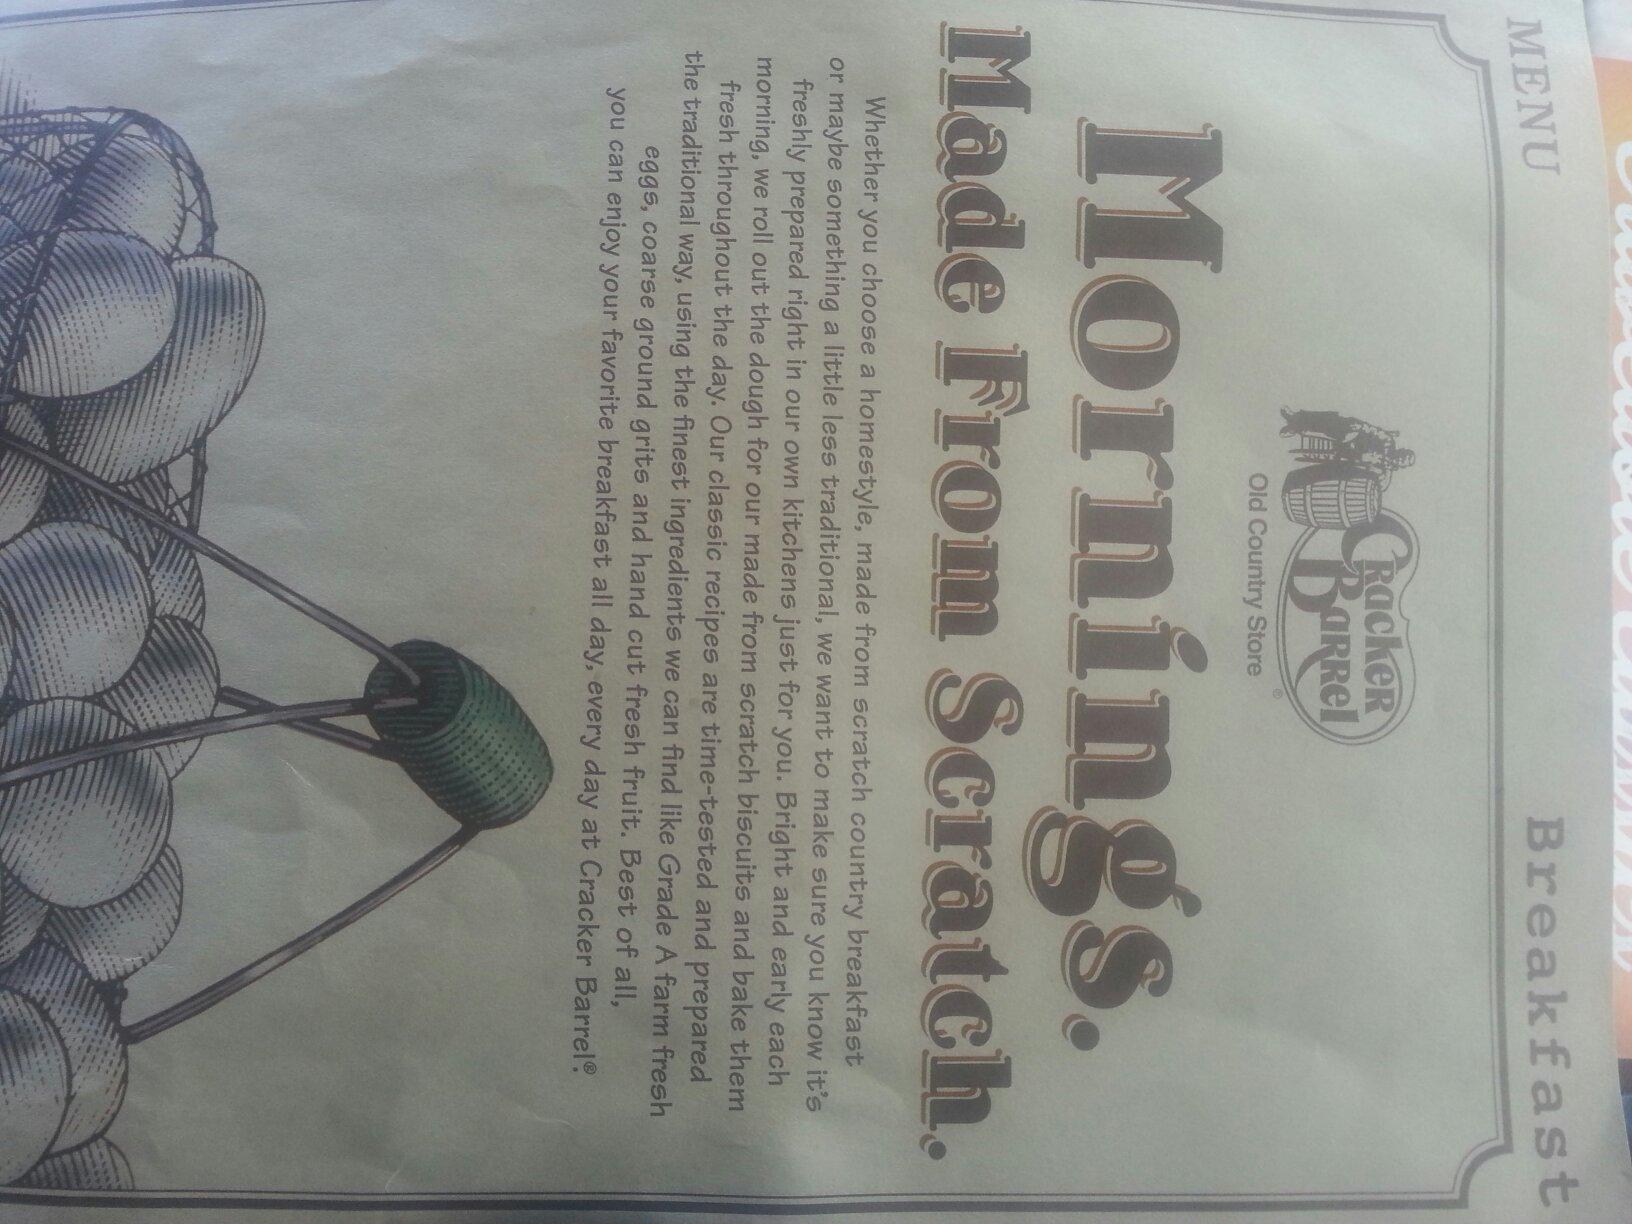 MENU
Breakfast
Cracker
Barrel
Old Country Store
®
Mornings.
Made From Scratch.
Whether you choose a homestyle, made from scratch country breakfast
or maybe something a little less traditional, we want to make sure you know it's
freshly prepared right in our own kitchens just for you. Bright and early each
morning, we roll out the dough for our made from scratch biscuits and bake them
fresh throughout the day. Our classic recipes are time-tested and prepared
the traditional way, using the finest ingredients we can find like Grade A farm fresh
eggs, coarse ground grits and hand cut fresh fruit. Best of all,
you can enjoy your favorite breakfast all day, every day at Cracker Barrel®.